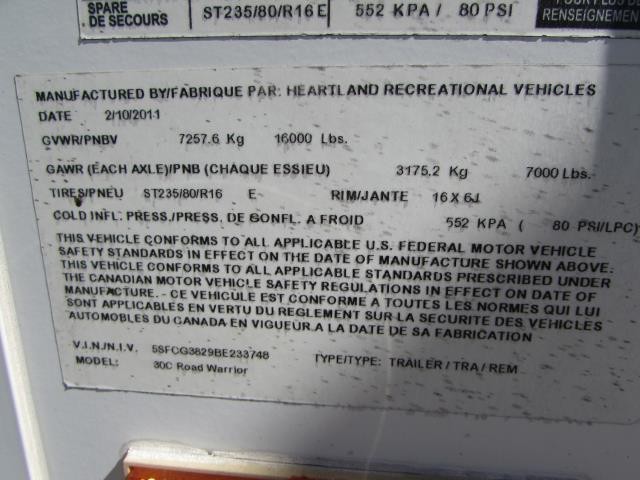 SPARE
DE SECOURS ST235/80/R16 E 552 KPA / 80 PSI
RENSEIGNEMEN
MANUFACTURED BY/FABRIQUE PAR: HEARTLAND RECREATIONAL VEHICLES
DATE 2/10/2011
GVWR/PNBV 7257.6 Kg 16000 Lbs.
GAWR (EACH AXLE)/PNB (CHAQUE ESSIEU) 3175.2 Kg 7000 Lbs.
TIRES/PNEU ST235/80/R16 E RIM/JANTE 16 X 6J
COLD INFL. PRESS./PRESS. DE GONFL. A FROID 552 KPA ( 80 PSI/LPC)
THIS VEHICLE CONFORMS TO ALL APPLICABLE U.S. FEDERAL MOTOR VEHICLE
SAFETY STANDARDS IN EFFECT ON THE DATE OF MANUFACTURE SHOWN ABOVE.
THIS VEHICLE CONFORMS TO ALL APPLICABLE STANDARDS PRESCRIBED UNDER
THE CANADIAN MOTOR VEHICLE SAFETY REGULATIONS IN EFFECT ON DATE OF
MANUFACTURE. - CE VEHICULE EST CONFORME A TOUTES LES NORMES QUI LUI
SONT APPLICABLES EN VERTU DU REGLEMENT SUR LA SECURITE DES VEHICLES
AUTOMOBILES DU CANADA EN VIGUEUR A LA DATE DE SA FABRICATION
V.I.N./N.I.V. 5SFCG3829BE233748
MODEL: 30C Road Warrior TYPE/TYPE: TRAILER / TRA / REM